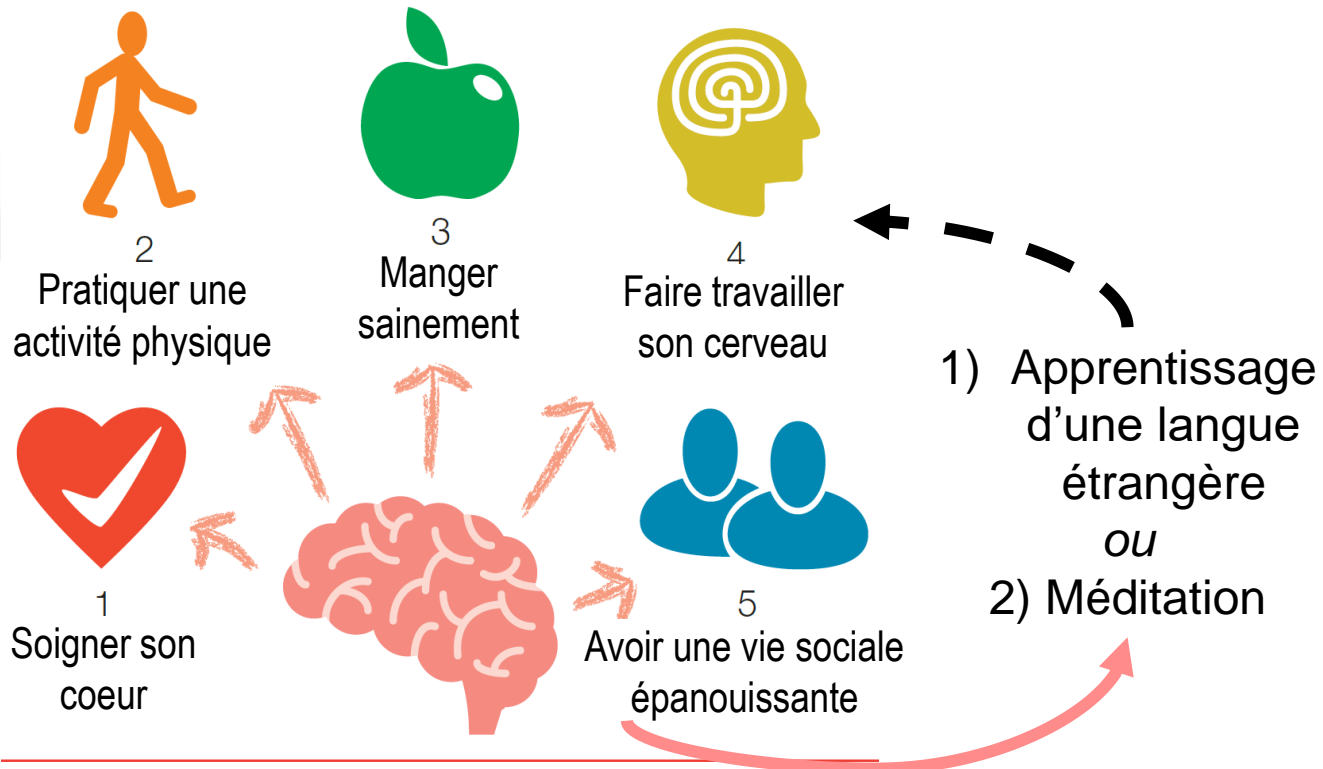 2
Pratiquer une
activité physique
3
Manger
sainement
4
Faire travailler
son cerveau
1
Soigner son
coeur
5
Avoir une vie sociale
épanouissante
1) Apprentissage
d’une langue
étrangère
ou
2) Méditation